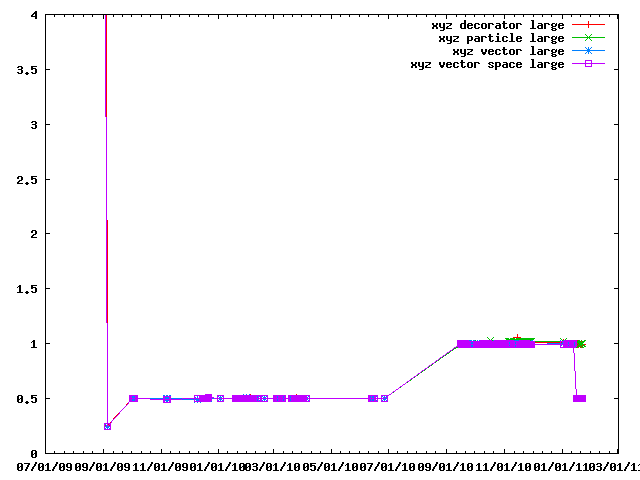 4
xyz decorator large
xyz particle large
xyz vector large
xyz vector space large
3.5
3
2.5
2
1.5
1
0.5
0
07/01/09 09/01/09 11/01/09 01/01/10 03/01/10 05/01/10 07/01/10 09/01/10 11/01/10 01/01/11 03/01/11